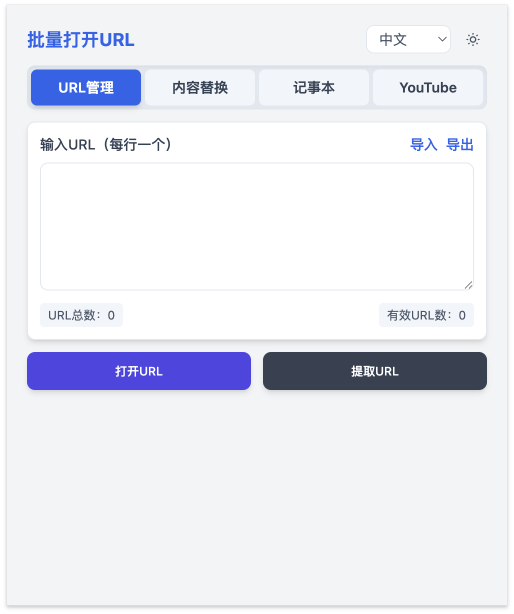 批量打开URL
中文
URL管理
内容替换
记事本
YouTube
输入URL（每行一个）
导入 导出
URL总数：0
有效URL数：0
打开URL
提取URL